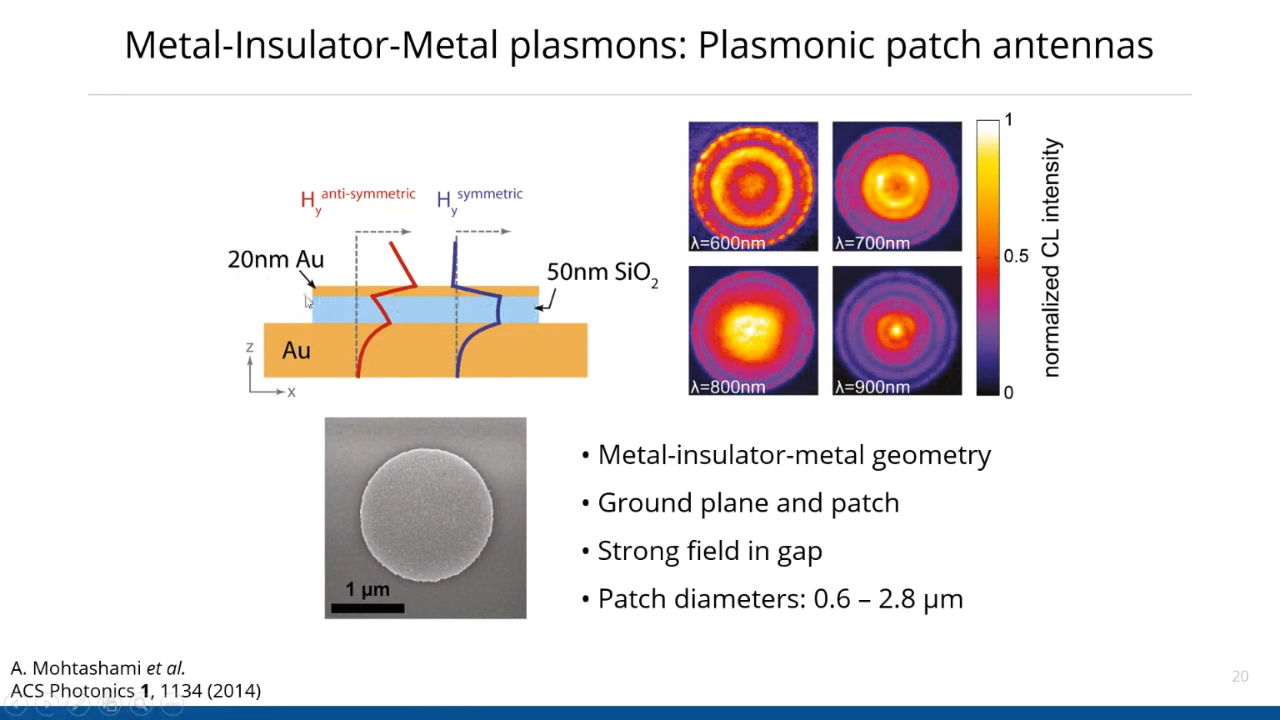 Metal-Insulator-Metal plasmons: Plasmonic patch antennas
H_y anti-symmetric
H_y symmetric
20nm Au
50nm SiO₂
Au
z
x
λ=600nm
λ=700nm
λ=800nm
λ=900nm
1
0.5
0
normalized CL intensity
1 μm
• Metal-insulator-metal geometry
• Ground plane and patch
• Strong field in gap
• Patch diameters: 0.6 – 2.8 μm
A. Mohtashami et al.
ACS Photonics 1, 1134 (2014)
20